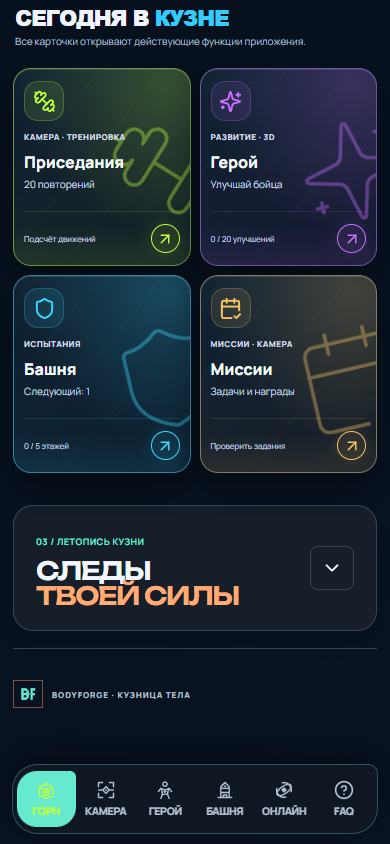 СЕГОДНЯ В КУЗНЕ
Все карточки открывают действующие функции приложения.
КАМЕРА · ТРЕНИРОВКА
Приседания
20 повторений
Подсчёт движений
РАЗВИТИЕ · 3D
Герой
Улучшай бойца
0 / 20 улучшений
ИСПЫТАНИЯ
Башня
Следующий: 1
0 / 5 этажей
МИССИИ · КАМЕРА
Миссии
Задачи и награды
Проверить задания
03 / ЛЕТОПИСЬ КУЗНИ
СЛЕДЫ
ТВОЕЙ СИЛЫ
BF BODYFORGE · КУЗНИЦА ТЕЛА
ГОРН КАМЕРА ГЕРОЙ БАШНЯ ОНЛАЙН FAQ